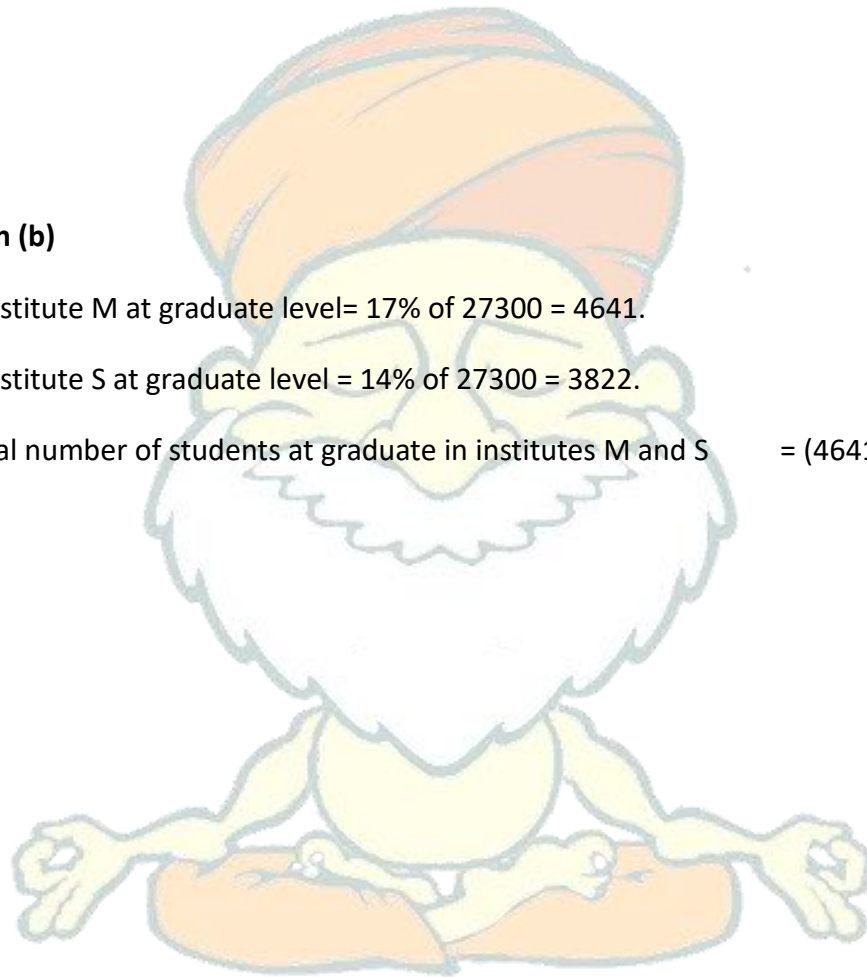 n (b)
stitute M at graduate level= 17% of 27300 = 4641.
stitute S at graduate level = 14% of 27300 = 3822.
al number of students at graduate in institutes M and S = (4641